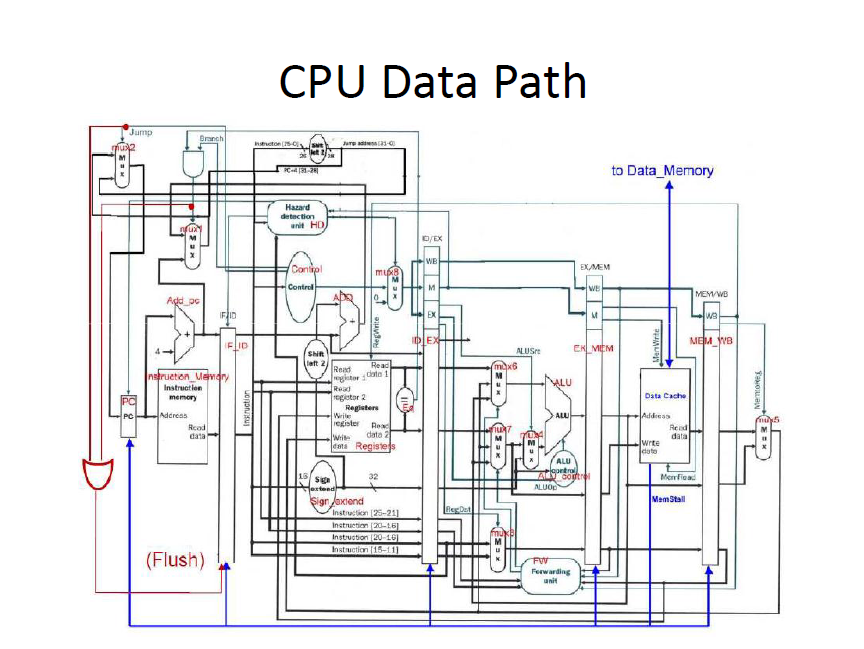 CPU Data Path
to Data_Memory
Jump
mux2
M
u
x
Branch
Instruction [25–0]
26
Shift
left 2
28
Jump address [31–0]
PC+4 [31–28]
mux1
M
u
x
Hazard
detection
unit
HD
ID/EX
WB
M
EX
ID_EX
EX/MEM
WB
M
EX_MEM
MEM/WB
WB
MEM_WB
Control
Control
mux8
M
u
x
0
RegWrite
Add_pc
+
4
IF/ID
IF_ID
ADD
+
Shift
left 2
Instruction_Memory
Instruction
memory
Address
Read
data
PC
PC
Instruction
Read
register 1
Read
register 2
Registers
Write
register
Write
data
Read
data 1
Read
data 2
Registers
=
Eq
ALUSrc
mux6
M
u
x
mux7
M
u
x
mux4
M
u
x
ALU
ALU
ALU
control
ALU_control
ALUOp
MemWrite
Data Cache
Address
Read
data
Write
data
MemRead
MemStall
MemtoReg
mux5
M
u
x
16
Sign
extend
32
Sign_extend
RegDst
Instruction [25–21]
Instruction [20–16]
Instruction [20–16]
Instruction [15–11]
mux3
M
u
x
FW
Forwarding
unit
(Flush)